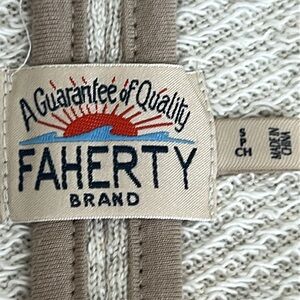 A Guarantee of Quality
FAHERTY
BRAND
S
P
CH
MADE IN
CHINA